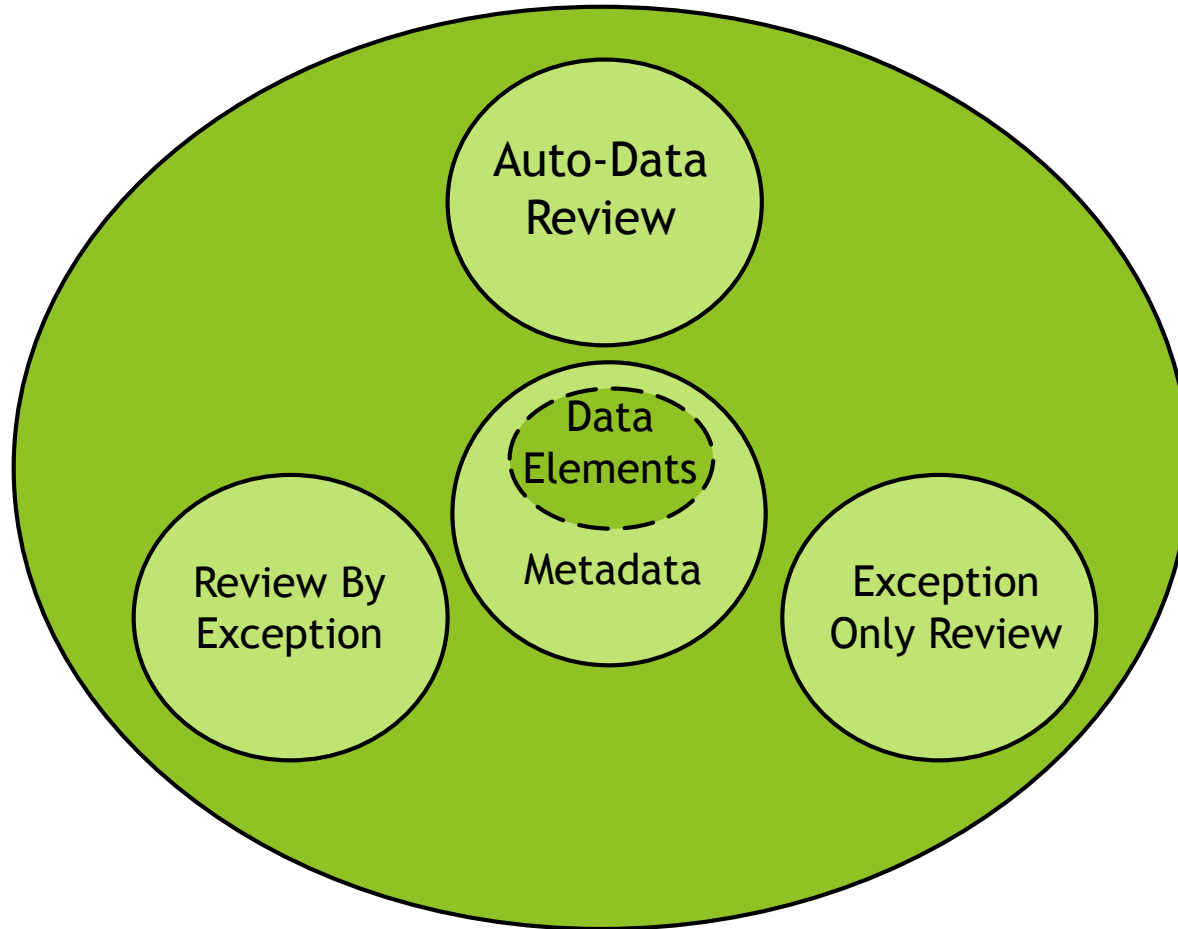 Auto-Data
Review
Data
Elements
Metadata
Review By
Exception
Exception
Only Review